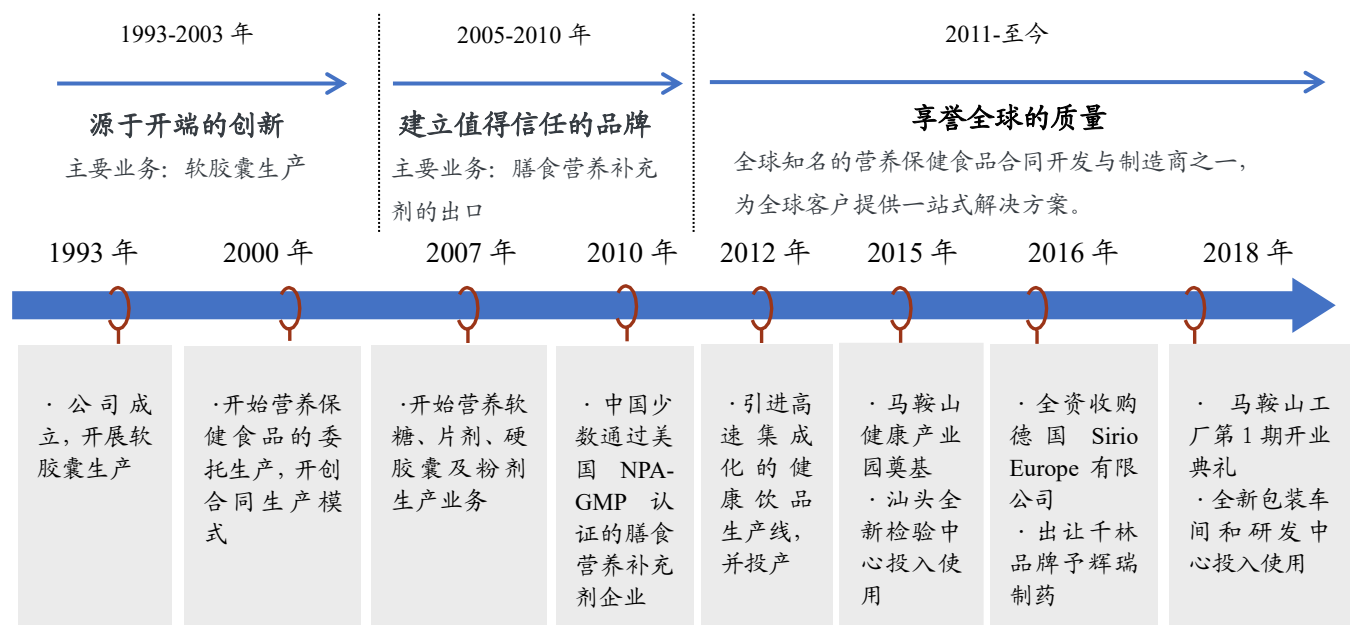 1993-2003 年
源于开端的创新
主要业务：软胶囊生产
2005-2010 年
建立值得信任的品牌
主要业务：膳食营养补充
剂的出口
2011-至今
享誉全球的质量
全球知名的营养保健食品合同开发与制造商之一，
为全球客户提供一站式解决方案。
1993 年
2000 年
2007 年
2010 年
2012 年
2015 年
2016 年
2018 年
· 公司成
立，开展软
胶囊生产
·开始营养保
健食品的委
托生产，开创
合同生产模
式
·开始营养软
糖、片剂、硬
胶囊及粉剂
生产业务
· 中国少
数通过美
国 NPA-
GMP 认
证的膳食
营养补充
剂企业
·引进高
速集成
化的健
康饮品
生产线，
并投产
· 马鞍山
健康产业
园奠基
· 汕头全
新检验中
心投入使
用
· 全资收购
德国 Sirio
Europe 有限
公司
· 出让千林
品牌予辉瑞
制药
· 马鞍山工
厂第 1 期开业
典礼
· 全新包装车
间和研发中
心投入使用